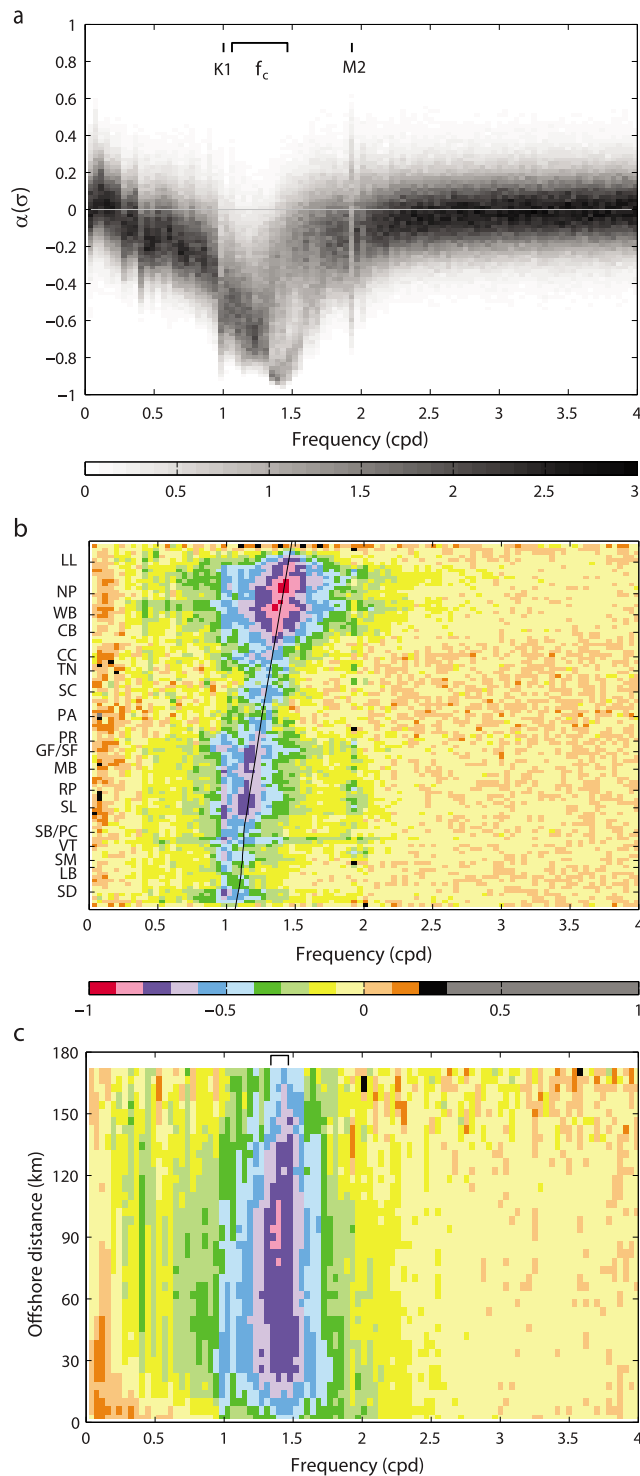 a
1
0.8
0.6
0.4
0.2
0
−0.2
−0.4
−0.6
−0.8
−1
α(σ)
K1
fc
M2
0 0.5 1 1.5 2 2.5 3 3.5 4
Frequency (cpd)
0 0.5 1 1.5 2 2.5 3
b
LL
NP
WB
CB
CC
TN
SC
PA
PR
GF/SF
MB
RP
SL
SB/PC
VT
SM
LB
SD
0 0.5 1.0 1.5 2 2.5 3 3.5 4
Frequency (cpd)
−1 −0.5 0 0.5 1
c
180
150
120
90
60
30
0
Offshore distance (km)
0 0.5 1 1.5 2 2.5 3 3.5 4
Frequency (cpd)